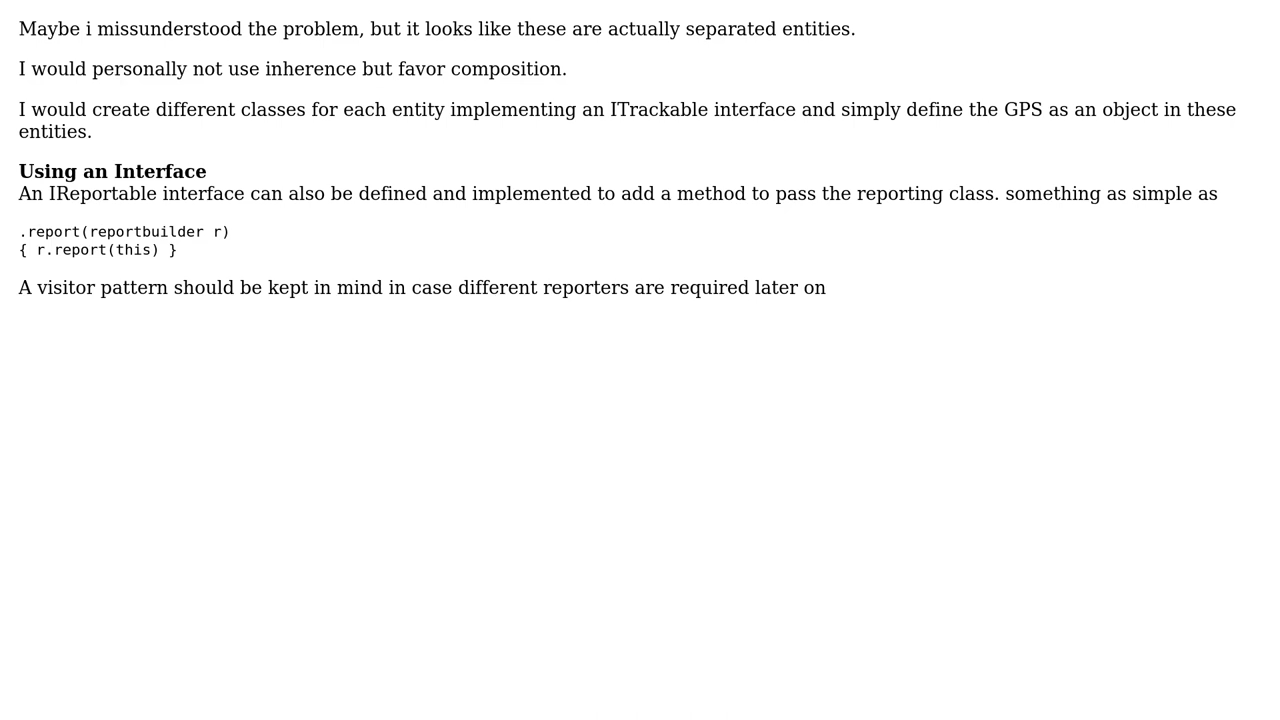 Maybe i missunderstood the problem, but it looks like these are actually separated entities.
I would personally not use inherence but favor composition.
I would create different classes for each entity implementing an ITrackable interface and simply define the GPS as an object in these
entities.
Using an Interface
An IReportable interface can also be defined and implemented to add a method to pass the reporting class. something as simple as
.report(reportbuilder r)
{ r.report(this) }
A visitor pattern should be kept in mind in case different reporters are required later on